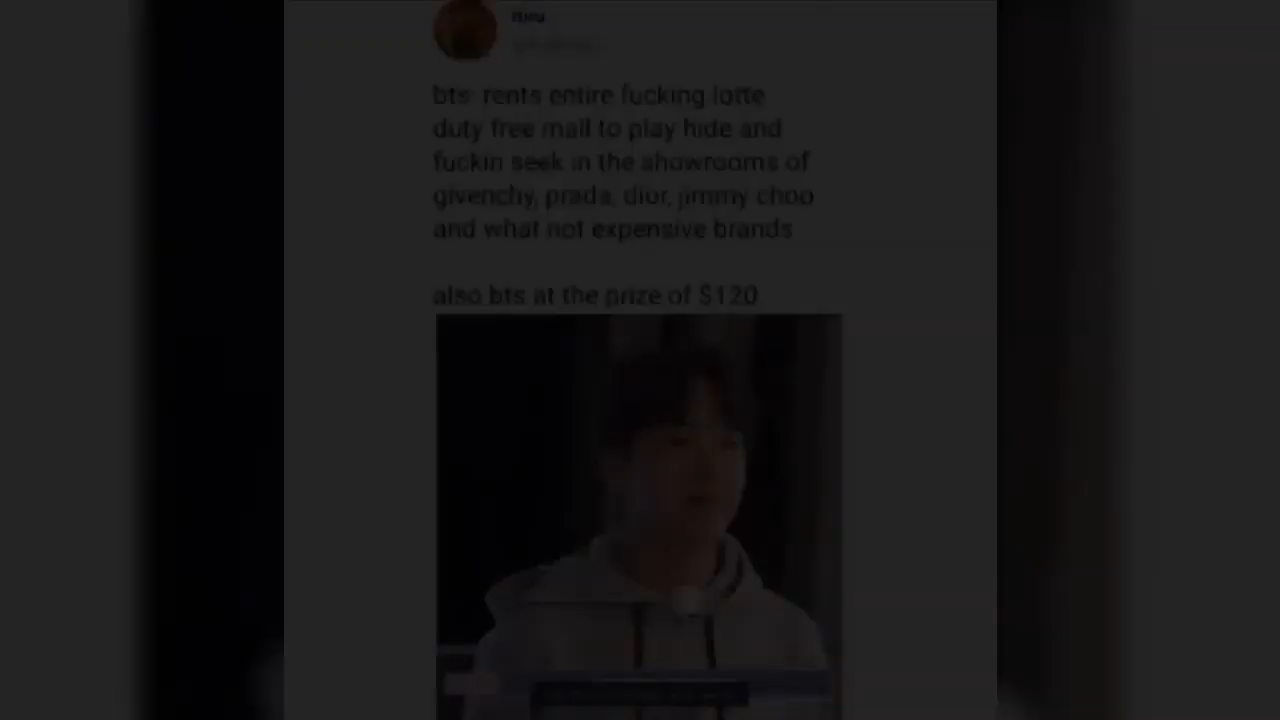 bts: rents entire fucking lotte
duty free mall to play hide and
fuckin seek in the showrooms of
givenchy, prada, dior, jimmy choo
and what not expensive brands
also bts at the prize of $120